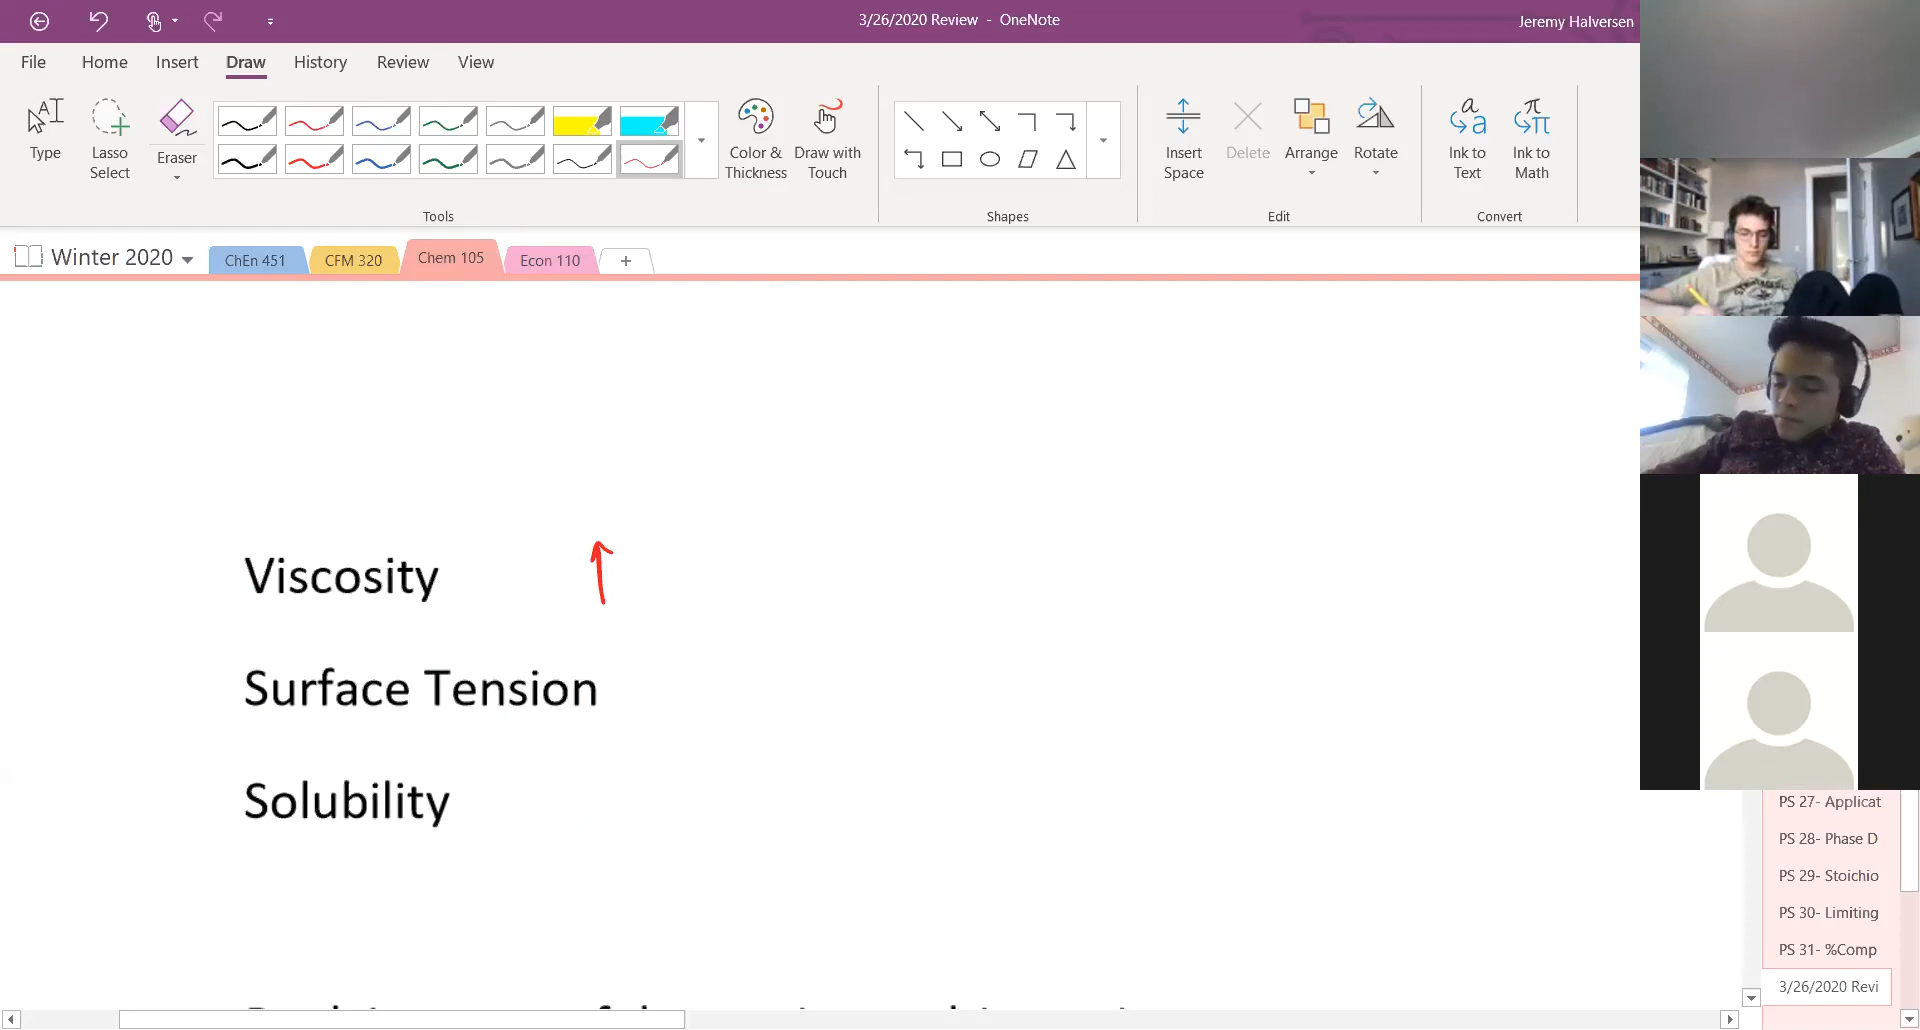 3/26/2020 Review - OneNote
Jeremy Halversen
File Home Insert Draw History Review View
Type
Lasso Select
Eraser
Color & Thickness
Draw with Touch
Insert Space
Delete
Arrange
Rotate
Ink to Text
Ink to Math
Tools
Shapes
Edit
Convert
Winter 2020
ChEn 451
CFM 320
Chem 105
Econ 110
+
Viscosity
Surface Tension
Solubility
PS 27- Applicat
PS 28- Phase D
PS 29- Stoichio
PS 30- Limiting
PS 31- %Comp
3/26/2020 Revi